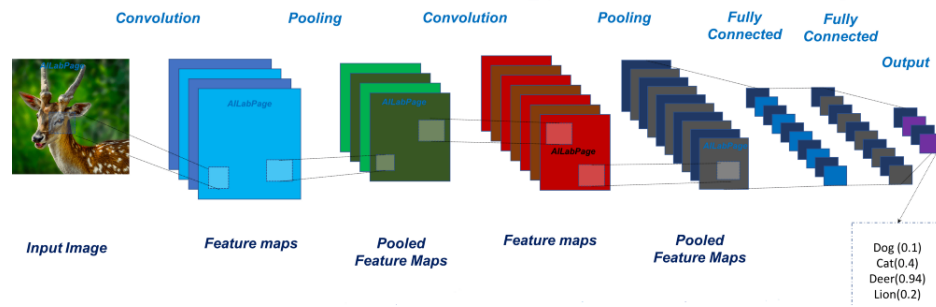 Convolution
Pooling
Convolution
Pooling
Fully
Connected
Fully
Connected
Output
AILabPage
AILabPage
AILabPage
AILabPage
Input Image
Feature maps
Pooled
Feature Maps
Feature maps
Pooled
Feature Maps
Dog (0.1)
Cat(0.4)
Deer(0.94)
Lion(0.2)